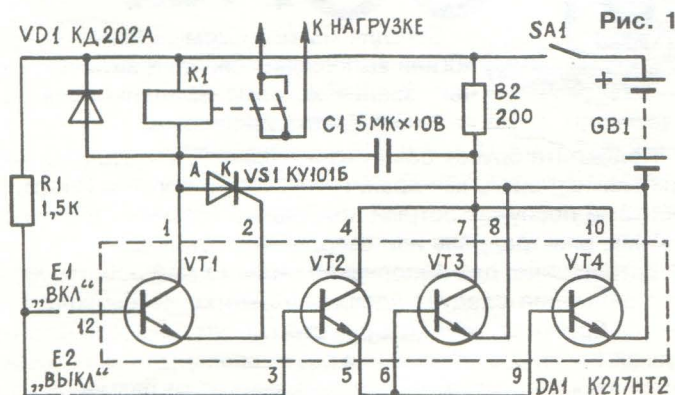 Рис. 1
VD1 КД202А
К НАГРУЗКЕ
SA1
K1
В2
200
C1 5МК×10В
GB1
R1
1,5К
А К VS1 КУ101Б
1 2 4 7 8 10
E1
„ВКЛ“
VT1 VT2 VT3 VT4
12
E2
„ВЫКЛ“
3 5 6 9
DA1 К217НТ2